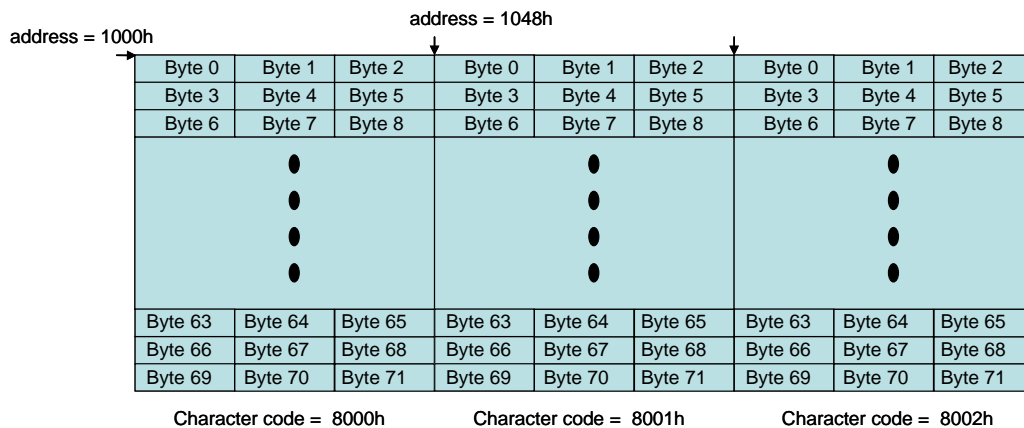 address = 1048h
address = 1000h
Byte 0 Byte 1 Byte 2 Byte 0 Byte 1 Byte 2 Byte 0 Byte 1 Byte 2
Byte 3 Byte 4 Byte 5 Byte 3 Byte 4 Byte 5 Byte 3 Byte 4 Byte 5
Byte 6 Byte 7 Byte 8 Byte 6 Byte 7 Byte 8 Byte 6 Byte 7 Byte 8
Byte 63 Byte 64 Byte 65 Byte 63 Byte 64 Byte 65 Byte 63 Byte 64 Byte 65
Byte 66 Byte 67 Byte 68 Byte 66 Byte 67 Byte 68 Byte 66 Byte 67 Byte 68
Byte 69 Byte 70 Byte 71 Byte 69 Byte 70 Byte 71 Byte 69 Byte 70 Byte 71
Character code = 8000h Character code = 8001h Character code = 8002h